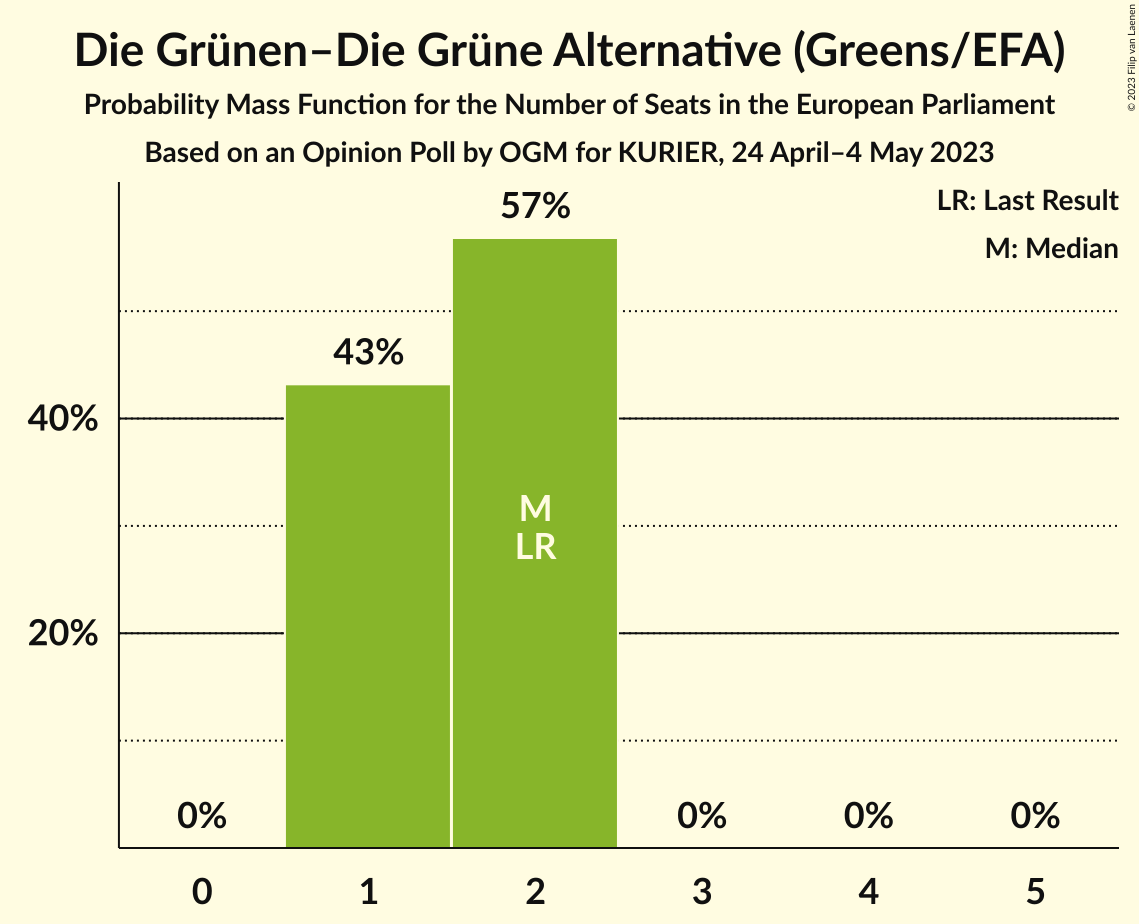 Die Grünen–Die Grüne Alternative (Greens/EFA)
Probability Mass Function for the Number of Seats in the European Parliament
Based on an Opinion Poll by OGM for KURIER, 24 April–4 May 2023
© 2023 Filip van Laenen
LR: Last Result
M: Median
57%
43%
40%
M
LR
20%
0%
0%
0%
0%
0
1
2
3
4
5